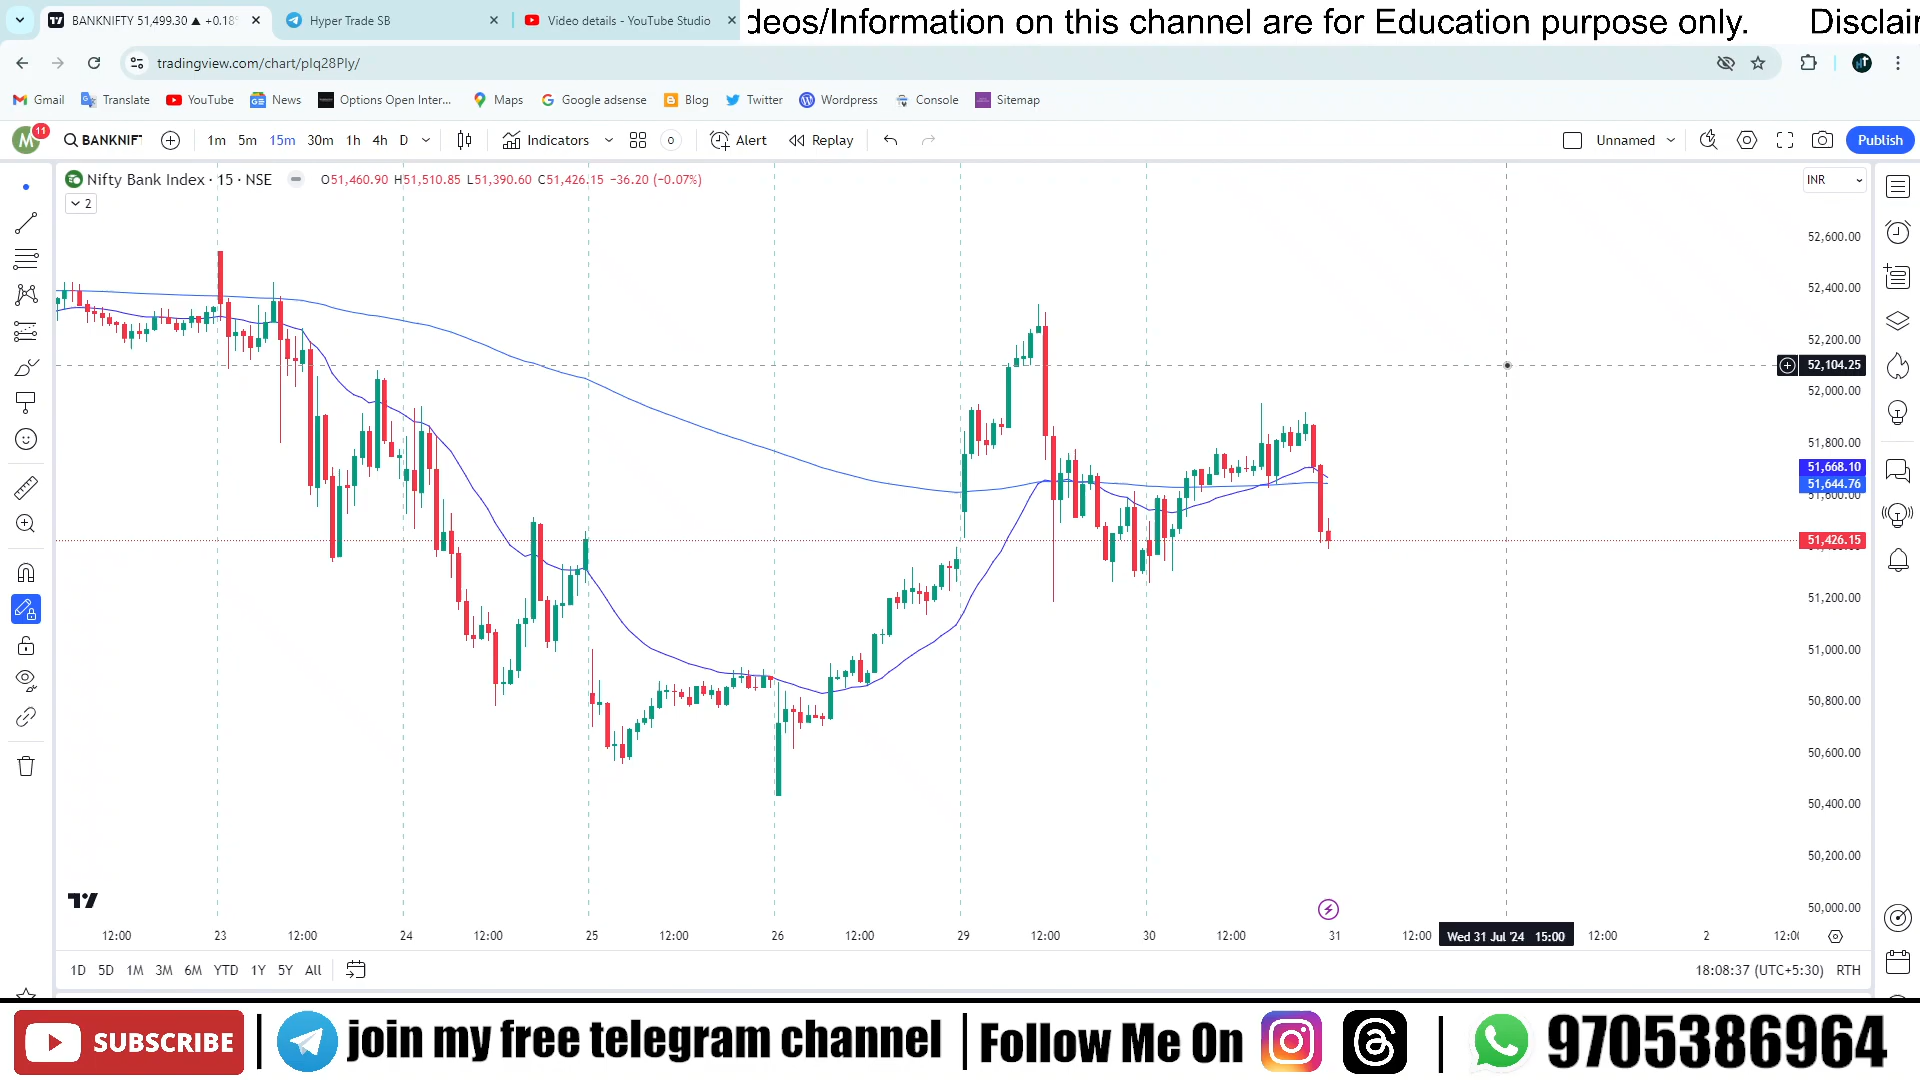 BANKNIFTY 51,499.30 ▲ +0.18
Hyper Trade SB
Video details - YouTube Studio
deos/Information on this channel are for Education purpose only.
Disclai
tradingview.com/chart/pIq28Ply/
Gmail
Translate
YouTube
News
Options Open Inter...
Maps
Google adsense
Blog
Twitter
Wordpress
Console
Sitemap
M
11
BANKNIFT
1m 5m 15m 30m 1h 4h D
Indicators
Alert
Replay
Unnamed
Publish
Nifty Bank Index · 15 · NSE
O51,460.90 H51,510.85 L51,390.60 C51,426.15 −36.20 (−0.07%)
INR
2
52,600.00
52,400.00
52,200.00
52,104.25
52,000.00
51,800.00
51,668.10
51,644.76
51,600.00
51,426.15
51,200.00
51,000.00
50,800.00
50,600.00
50,400.00
50,200.00
50,000.00
12:00 23 12:00 24 12:00 25 12:00 26 12:00 29 12:00 30 12:00 31 12:00 Wed 31 Jul '24 15:00 12:00 2 12:0
1D 5D 1M 3M 6M YTD 1Y 5Y All
18:08:37 (UTC+5:30) RTH
SUBSCRIBE
join my free telegram channel
Follow Me On
9705386964